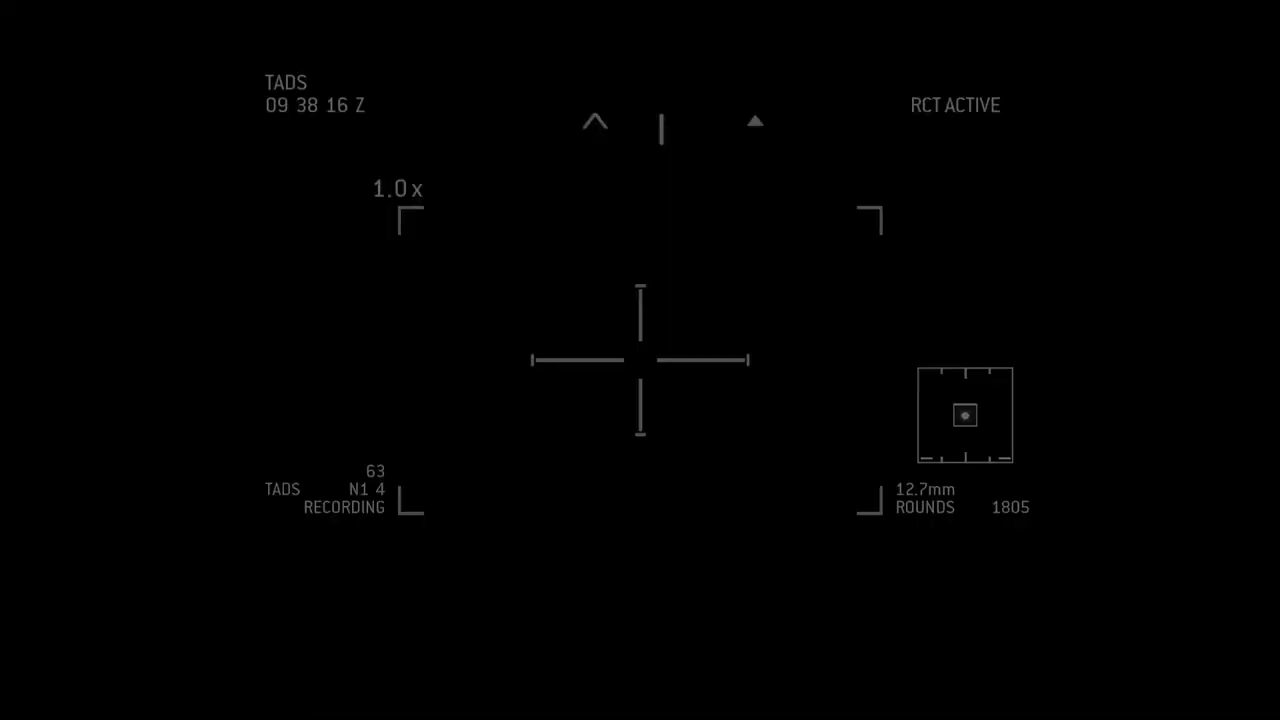 TADS
09 38 16 Z
RCT ACTIVE
1.0 x
63
TADS N1 4
RECORDING
12.7mm
ROUNDS 1805